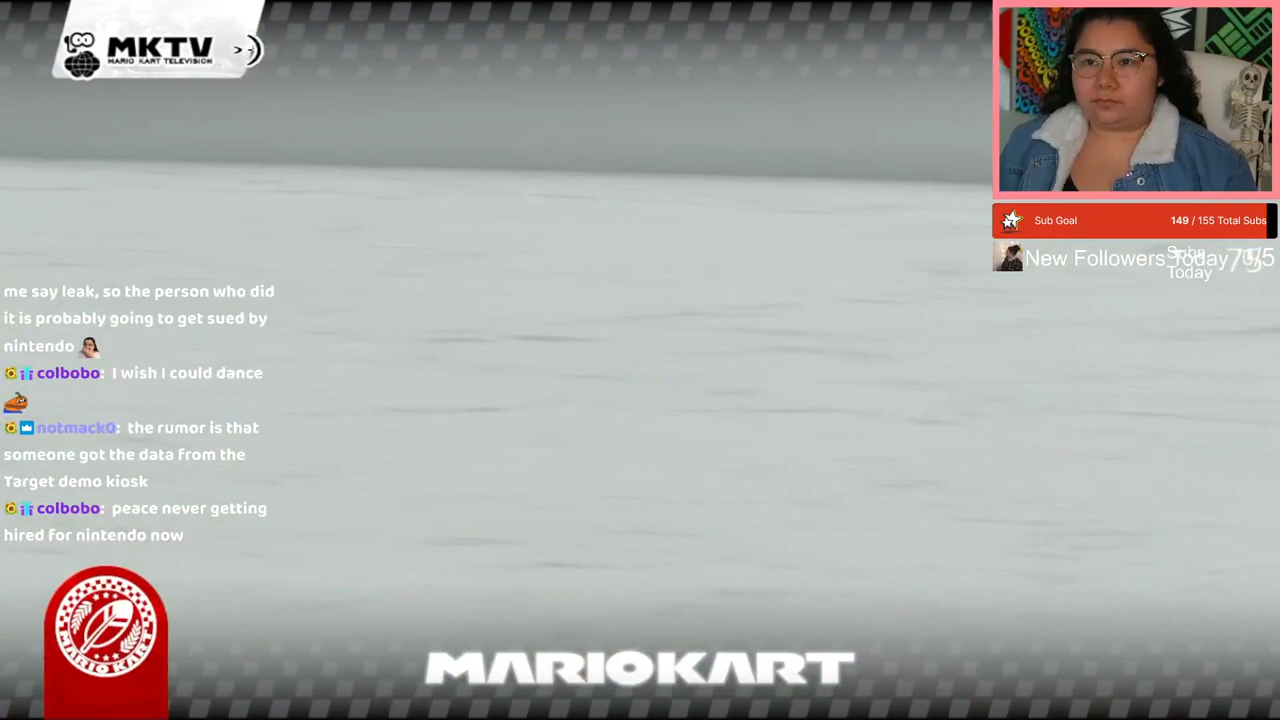 MKTV
MARIO KART TELEVISION
Sub Goal
149 / 155 Total Subs
New Followers Today
Subs
Today
me say leak, so the person who did
it is probably going to get sued by
nintendo
colbobo: I wish I could dance
notmack0: the rumor is that
someone got the data from the
Target demo kiosk
colbobo: peace never getting
hired for nintendo now
MARIO KART
MARIOKART